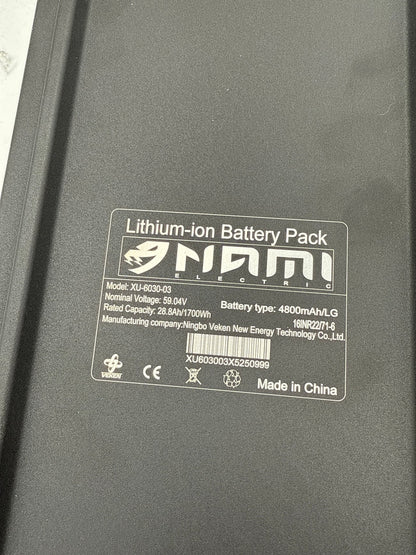 Lithium-ion Battery Pack
NAMI
ELECTRIC
Model: XU-6030-03
Nominal Voltage: 59.04V
Battery type: 4800mAh/LG
Rated Capacity: 28.8Ah/1700Wh
16INR22/71-6
Manufacturing company:Ningbo Veken New Energy Technology Co.,Ltd.
XU603003X5250999
VEKEN
CE
Made in China